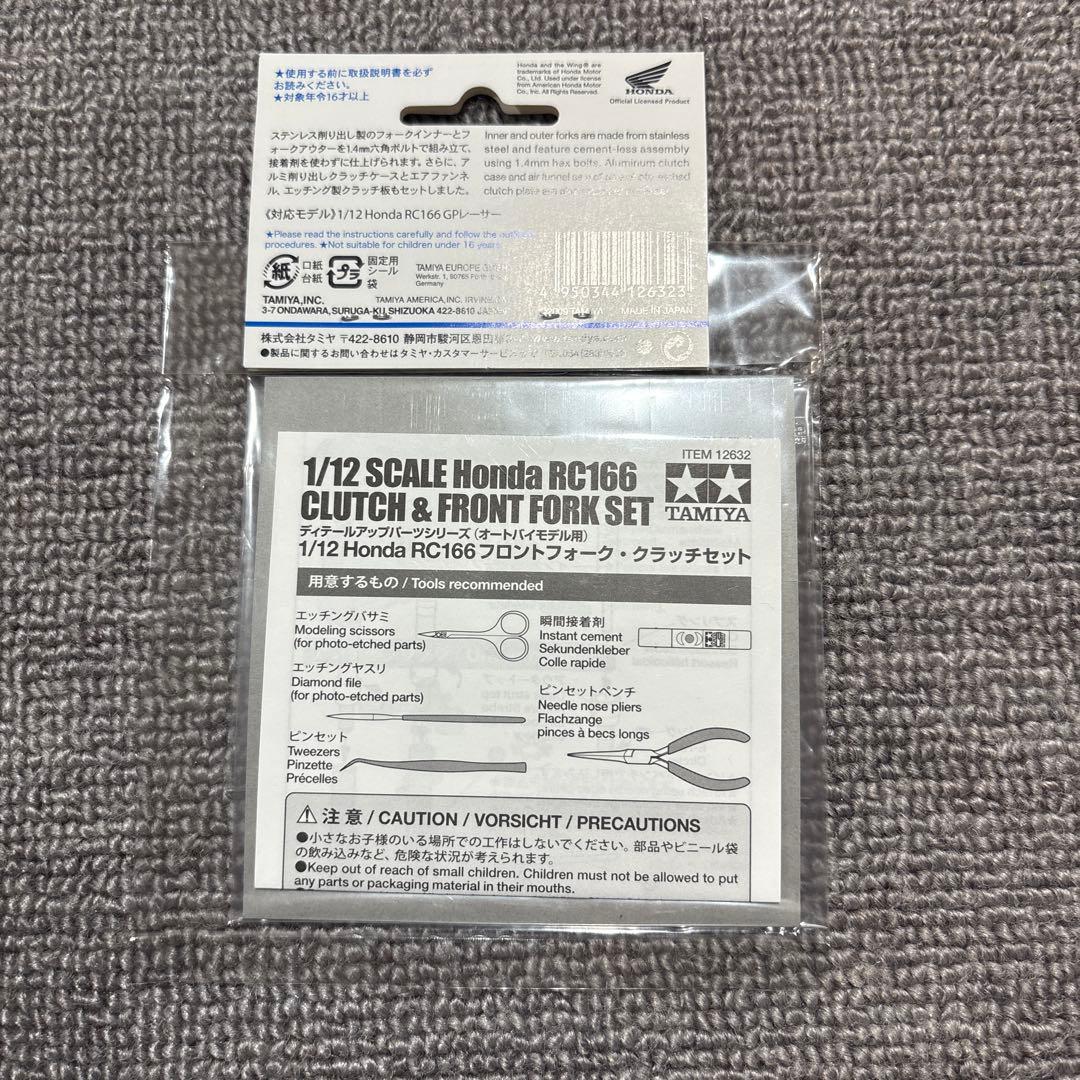 ★使用する前に取扱説明書を必ず
お読みください。
★対象年令16才以上
Honda and the Wing® are
trademarks of Honda Motor
Co., Ltd. Used under license
from American Honda Motor
Co., Inc. All Rights Reserved.
HONDA
Official Licensed Product
ステンレス削り出し製のフォークインナーとフ
ォークアウターを1.4mm六角ボルトで組み立て、
接着剤を使わずに仕上げられます。さらに、ア
ルミ削り出しクラッチケースとエアファンネ
ル、エッチング製クラッチ板もセットしました。
Inner and outer forks are made from stainless
steel and feature cement-less assembly
using 1.4mm hex bolts. Aluminum clutch
case and air funnel
clutch plate are
《対応モデル》1/12 Honda RC166 GPレーサー
★Please read the instructions carefully and follow the
procedures. ★Not suitable for children under 16 years
紙
口紙
台紙
プラ
固定用
シール
袋
TAMIYA EUROPE
Werkstr. 1, 90765
Germany
4 950344 126323
TAMIYA,INC.
TAMIYA AMERICA,INC. IRVINE
3-7 ONDAWARA, SURUGA-KU, SHIZUOKA 422-8610 JAPAN
TAMIYA
MADE IN JAPAN
株式会社タミヤ 〒422-8610 静岡市駿河区恩田原
●製品に関するお問い合わせはタミヤ・カスタマーサービス
ITEM 12632
1/12 SCALE Honda RC166
CLUTCH & FRONT FORK SET
TAMIYA
ディテールアップパーツシリーズ（オートバイモデル用）
1/12 Honda RC166 フロントフォーク・クラッチセット
用意するもの / Tools recommended
エッチングバサミ
Modeling scissors
(for photo-etched parts)
瞬間接着剤
Instant cement
Sekundenkleber
Colle rapide
エッチングヤスリ
Diamond file
(for photo-etched parts)
ピンセットペンチ
Needle nose pliers
Flachzange
pinces à becs longs
ピンセット
Tweezers
Pinzette
Précelles
注意 / CAUTION / VORSICHT / PRECAUTIONS
●小さなお子様のいる場所での工作はしないでください。部品やビニール袋
の飲み込みなど、危険な状況が考えられます。
●Keep out of reach of small children. Children must not be allowed to put
any parts or packaging material in their mouths.